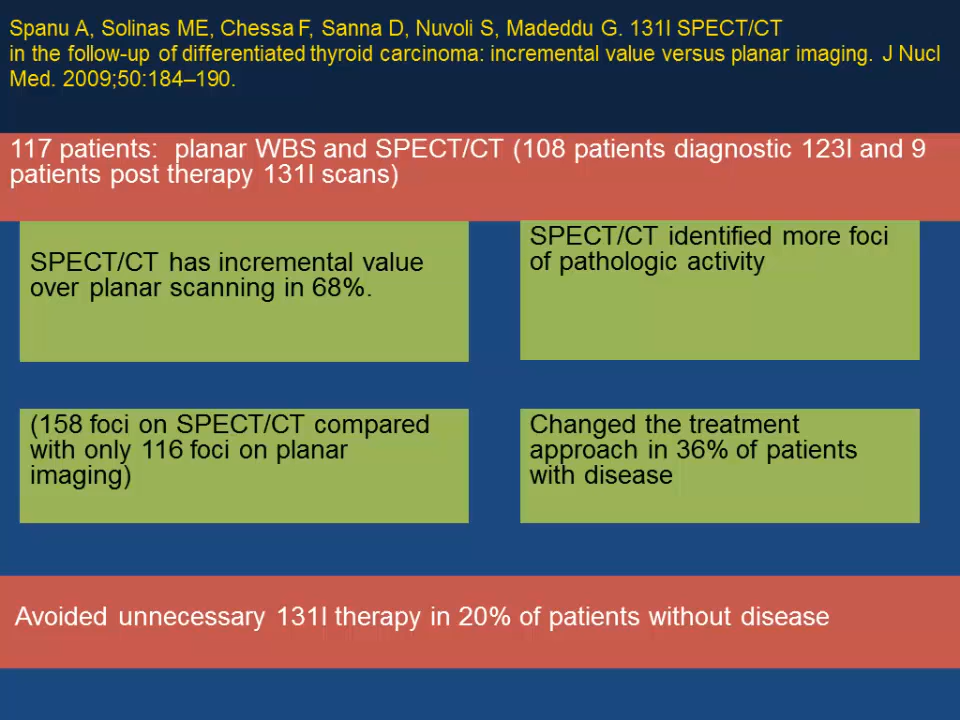 Spanu A, Solinas ME, Chessa F, Sanna D, Nuvoli S, Madeddu G. 131I SPECT/CT
in the follow-up of differentiated thyroid carcinoma: incremental value versus planar imaging. J Nucl
Med. 2009;50:184–190.
117 patients: planar WBS and SPECT/CT (108 patients diagnostic 123I and 9
patients post therapy 131I scans)
SPECT/CT has incremental value
over planar scanning in 68%.
SPECT/CT identified more foci
of pathologic activity
(158 foci on SPECT/CT compared
with only 116 foci on planar
imaging)
Changed the treatment
approach in 36% of patients
with disease
Avoided unnecessary 131I therapy in 20% of patients without disease